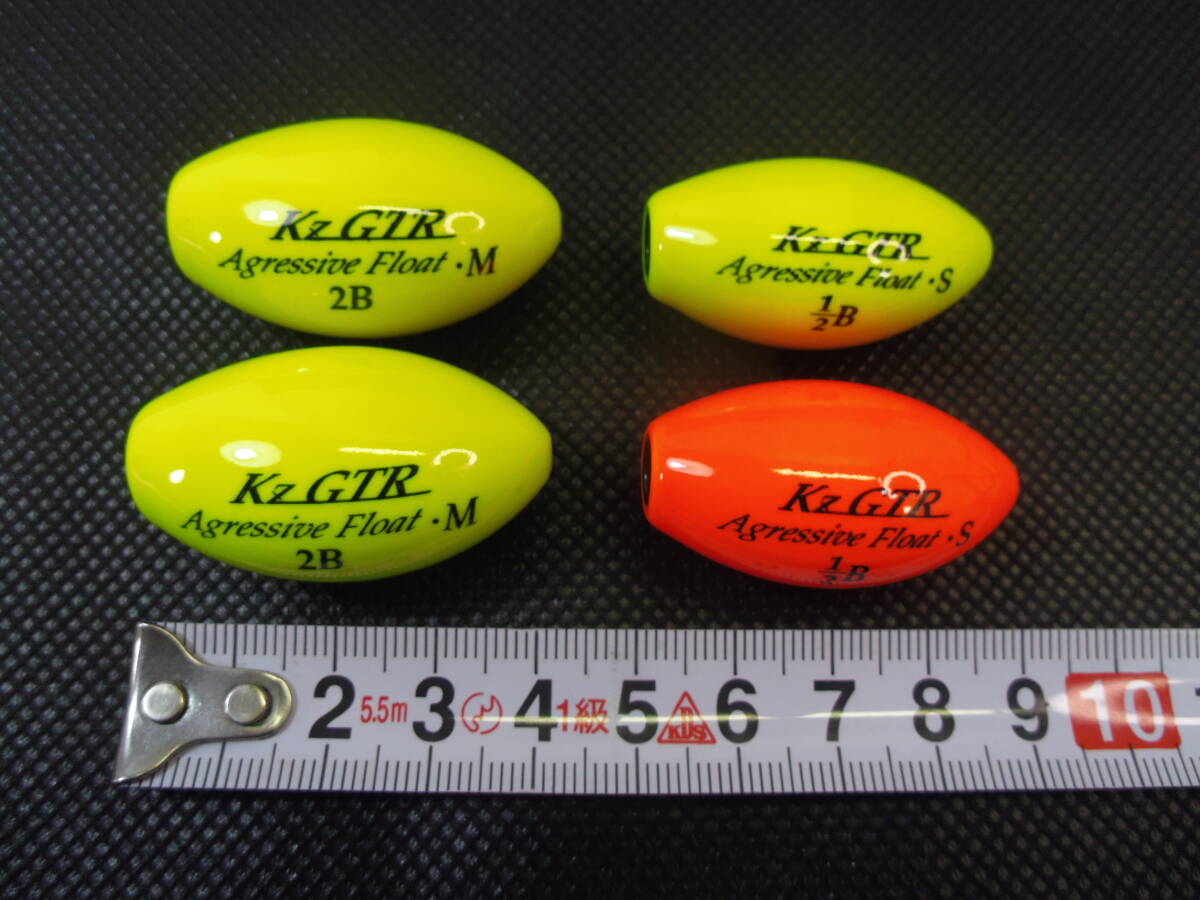 Kz GTR
Agressive Float・M
2B
Kz GTR
Agressive Float・S
1/2B
Kz GTR
Agressive Float・M
2B
Kz GTR
Agressive Float・S
1/2B
2 5.5m 3 4 1級 5 KDS 6 7 8 9 10